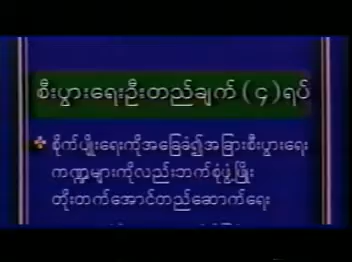 စီးပွားရေးဦးတည်ချက် (၄) ရပ်
စိုက်ပျိုးရေးကိုအခြေခံ၍အခြားစီးပွားရေး
ကဏ္ဍများကိုလည်းဘက်စုံဖွံ့ဖြိုး
တိုးတက်အောင်တည်ဆောက်ရေး